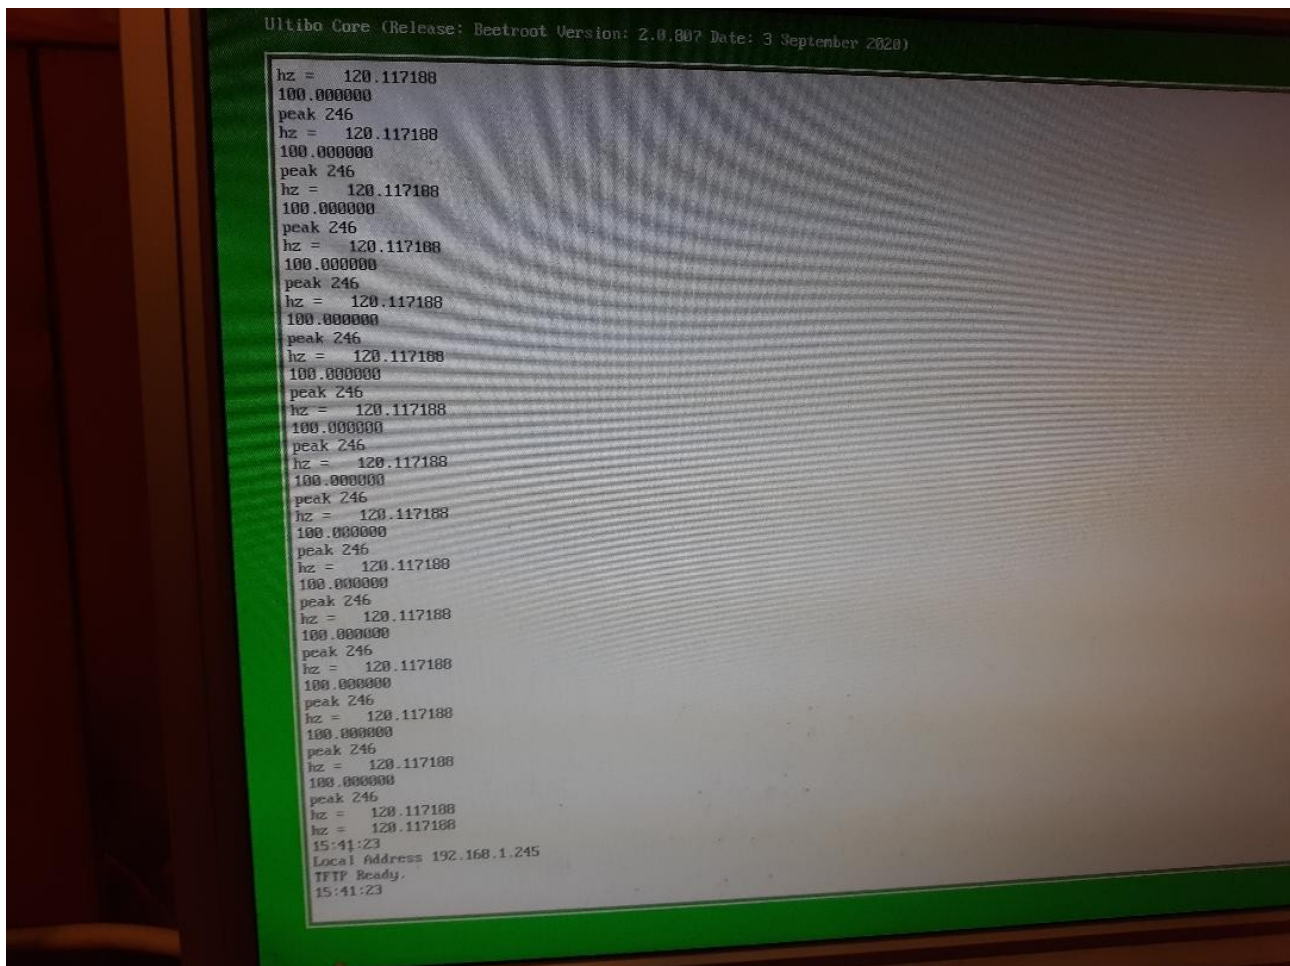 Ultibo Core (Release: Beetroot Version: 2.0.807 Date: 3 September 2020)
hz =   120.117188
100.000000
peak 246
hz =   120.117188
100.000000
peak 246
hz =   120.117188
100.000000
peak 246
hz =   120.117188
100.000000
peak 246
hz =   120.117188
100.000000
peak 246
hz =   120.117188
100.000000
peak 246
hz =   120.117188
100.000000
peak 246
hz =   120.117188
100.000000
peak 246
hz =   120.117188
100.000000
peak 246
hz =   120.117188
100.000000
peak 246
hz =   120.117188
100.000000
peak 246
hz =   120.117188
100.000000
peak 246
hz =   120.117188
100.000000
peak 246
hz =   120.117188
100.000000
peak 246
hz =   120.117188
hz =   120.117188
15:41:23
Local Address 192.168.1.245
TFTP Ready.
15:41:23